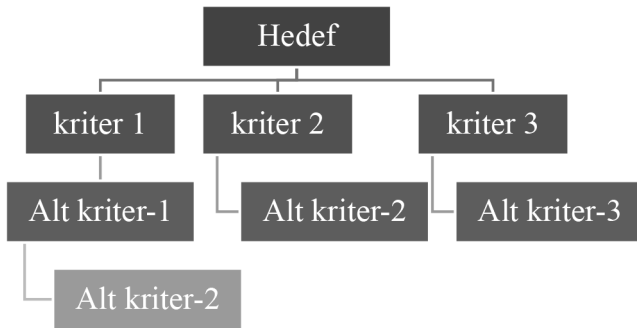 Hedef
kriter 1
kriter 2
kriter 3
Alt kriter-1
Alt kriter-2
Alt kriter-3
Alt kriter-2